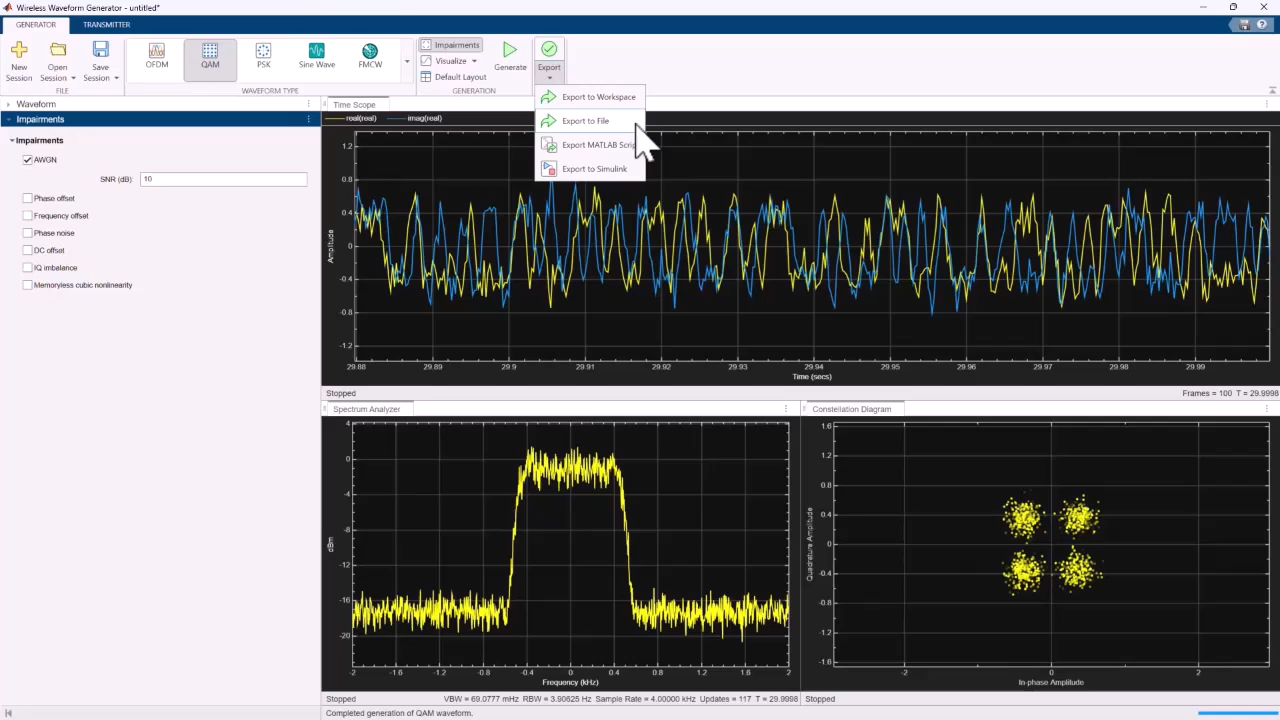 Wireless Waveform Generator - untitled*
GENERATOR
TRANSMITTER
New Session
Open Session
Save Session
FILE
OFDM
QAM
PSK
Sine Wave
FMCW
WAVEFORM TYPE
Impairments
Visualize
Default Layout
Generate
GENERATION
Export
Export to Workspace
Export to File
Export MATLAB Scrip
Export to Simulink
Waveform
Impairments
Impairments
AWGN
SNR (dB): 10
Phase offset
Frequency offset
Phase noise
DC offset
IQ imbalance
Memoryless cubic nonlinearity
Time Scope
real(real) imag(real)
1.2
0.8
0.4
0
-0.4
-0.8
-1.2
Amplitude
29.88 29.89 29.9 29.91 29.92 29.93 29.94 29.95 29.96 29.97 29.98 29.99
Time (secs)
Stopped
Frames = 100 T = 29.9998
Spectrum Analyzer
4
0
-4
-8
-12
-16
-20
dBm
-2 -1.6 -1.2 -0.8 -0.4 0 0.4 0.8 1.2 1.6 2
Frequency (kHz)
Stopped
VBW = 69.0777 mHz RBW = 3.90625 Hz Sample Rate = 4.00000 kHz Updates = 117 T = 29.9998
Constellation Diagram
1.6
1.2
0.8
0.4
0
-0.4
-0.8
-1.2
-1.6
Quadrature Amplitude
-2 -1 0 1 2
In-phase Amplitude
Stopped
Completed generation of QAM waveform.